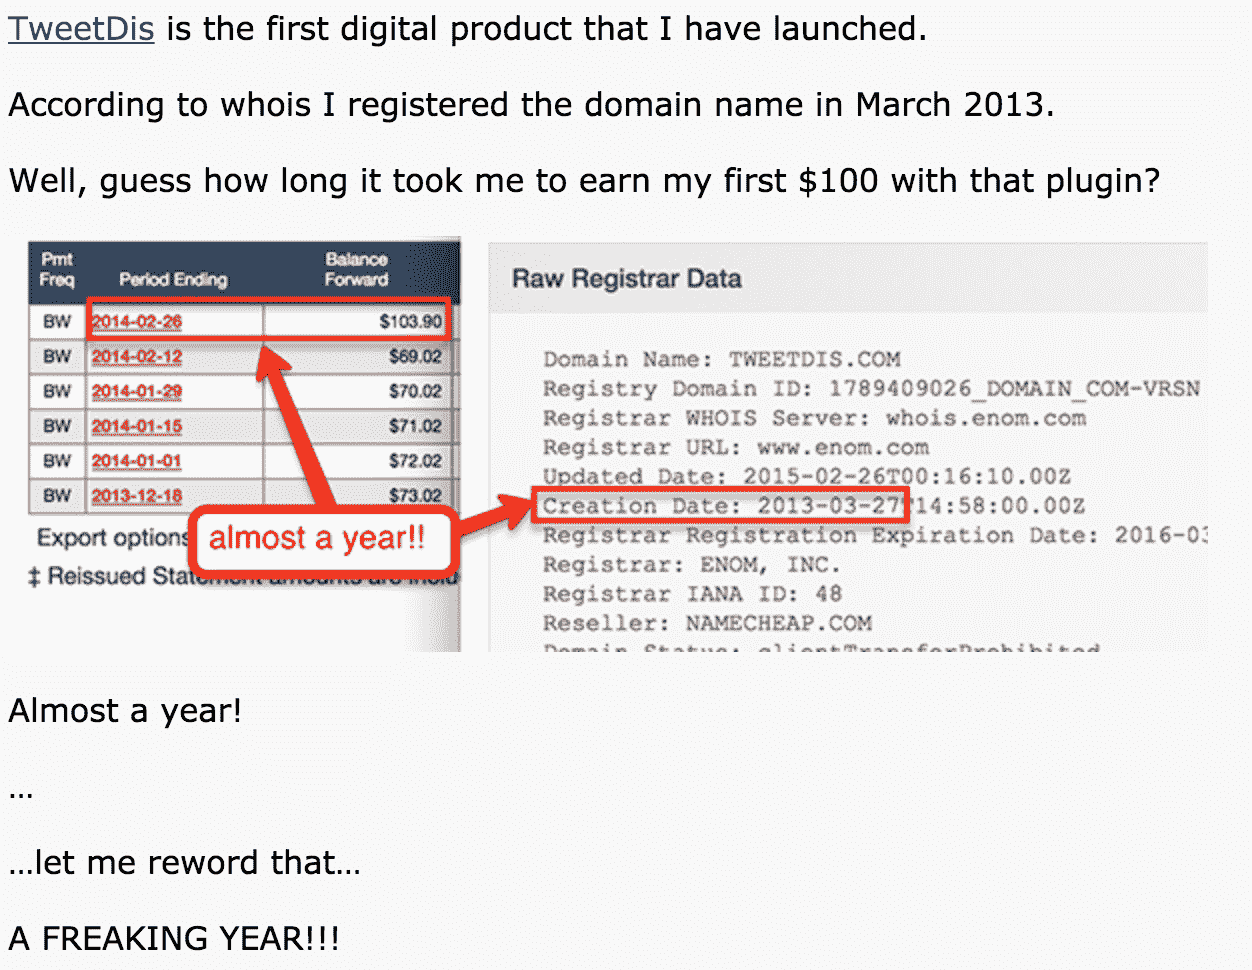 TweetDis is the first digital product that I have launched.
According to whois I registered the domain name in March 2013.
Well, guess how long it took me to earn my first $100 with that plugin?
Pmt Freq Period Ending Balance Forward
BW 2014-02-26 $103.90
BW 2014-02-12 $69.02
BW 2014-01-29 $70.02
BW 2014-01-15 $71.02
BW 2014-01-01 $72.02
BW 2013-12-18 $73.02
Export options
‡ Reissued Statement amounts are
almost a year!!
Raw Registrar Data
Domain Name: TWEETDIS.COM
Registry Domain ID: 1789409026_DOMAIN_COM-VRSN
Registrar WHOIS Server: whois.enom.com
Registrar URL: www.enom.com
Updated Date: 2015-02-26T00:16:10.00Z
Creation Date: 2013-03-27T14:58:00.00Z
Registrar Registration Expiration Date: 2016-03
Registrar: ENOM, INC.
Registrar IANA ID: 48
Reseller: NAMECHEAP.COM
Domain Status: clientTransferProhibited
Almost a year!
...
...let me reword that...
A FREAKING YEAR!!!